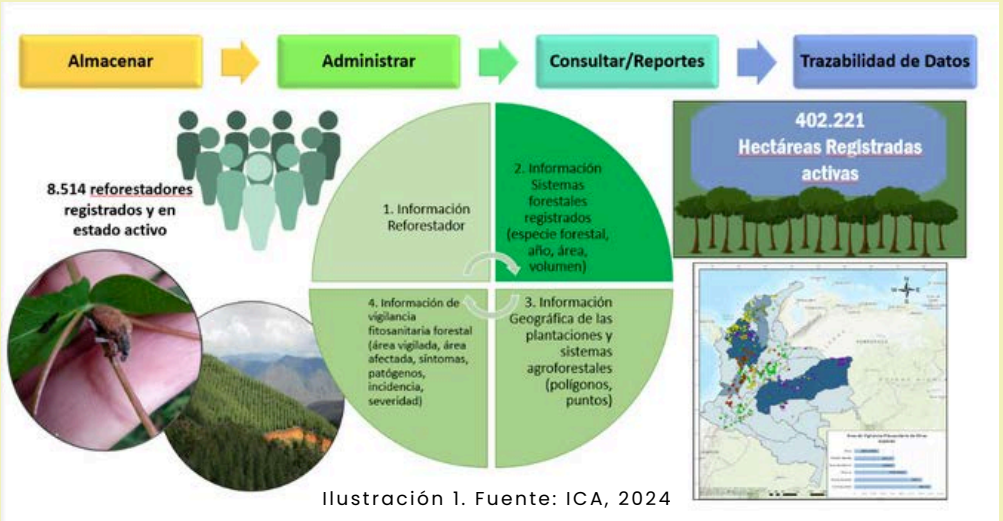 Almacenar
Administrar
Consultar/Reportes
Trazabilidad de Datos
8.514 reforestadores
registrados y en
estado activo
1. Información
Reforestador
2. Información
Sistemas
forestales
registrados
(especie forestal,
año, área,
volumen)
402.221
Hectáreas Registradas
activas
4. Información de
vigilancia
fitosanitaria forestal
(área vigilada, área
afectada, síntomas,
patógenos,
incidencia,
severidad)
3. Información
Geográfica de las
plantaciones y
sistemas
agroforestales
(polígonos,
puntos)
Ilustración 1. Fuente: ICA, 2024